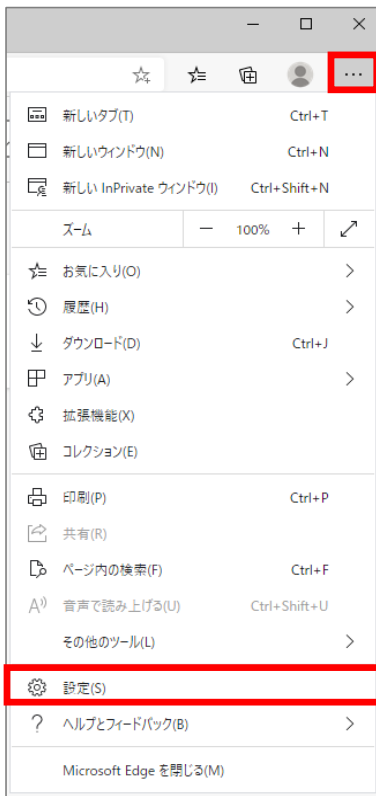 新しいタブ(T) Ctrl+T
新しいウィンドウ(N) Ctrl+N
新しい InPrivate ウィンドウ(I) Ctrl+Shift+N
ズーム － 100% ＋
お気に入り(O)
履歴(H)
ダウンロード(D) Ctrl+J
アプリ(A)
拡張機能(X)
コレクション(E)
印刷(P) Ctrl+P
共有(R)
ページ内の検索(F) Ctrl+F
音声で読み上げる(U) Ctrl+Shift+U
その他のツール(L)
設定(S)
ヘルプとフィードバック(B)
Microsoft Edge を閉じる(M)